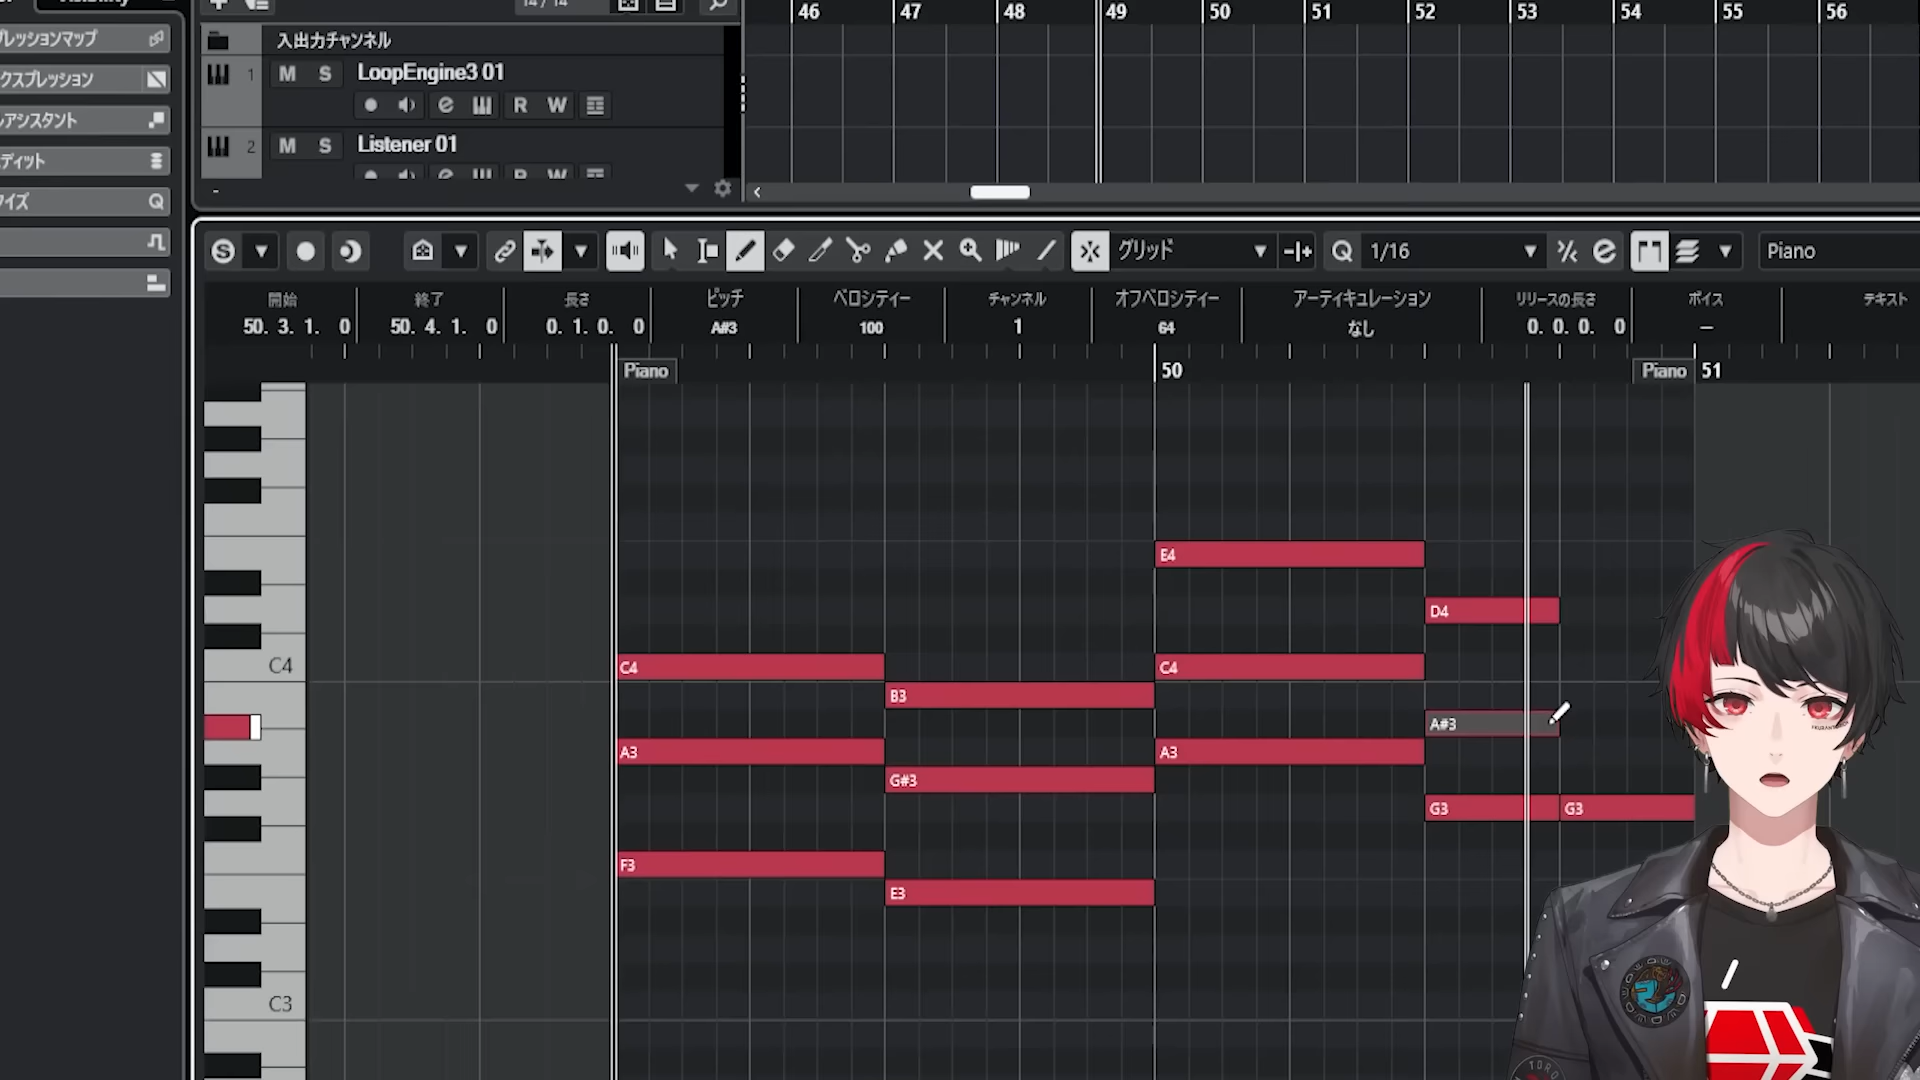 プレッションマップ
クスプレッション
アシスタント
ディット
イズ
入出力チャンネル
1 M S LoopEngine3 01
R W
2 M S Listener 01
46 47 48 49 50 51 52 53 54 55 56
グリッド
1/16
Piano
開始 終了 長さ ピッチ ベロシティー チャンネル オフベロシティー アーティキュレーション リリースの長さ ボイス テキスト
50. 3. 1. 0 50. 4. 1. 0 0. 1. 0. 0 A#3 100 1 64 なし 0. 0. 0. 0 –
Piano 50 Piano 51
E4
D4
C4 C4 C4
B3
A#3
A3 A3
G#3
G3 G3
F3
E3
C3